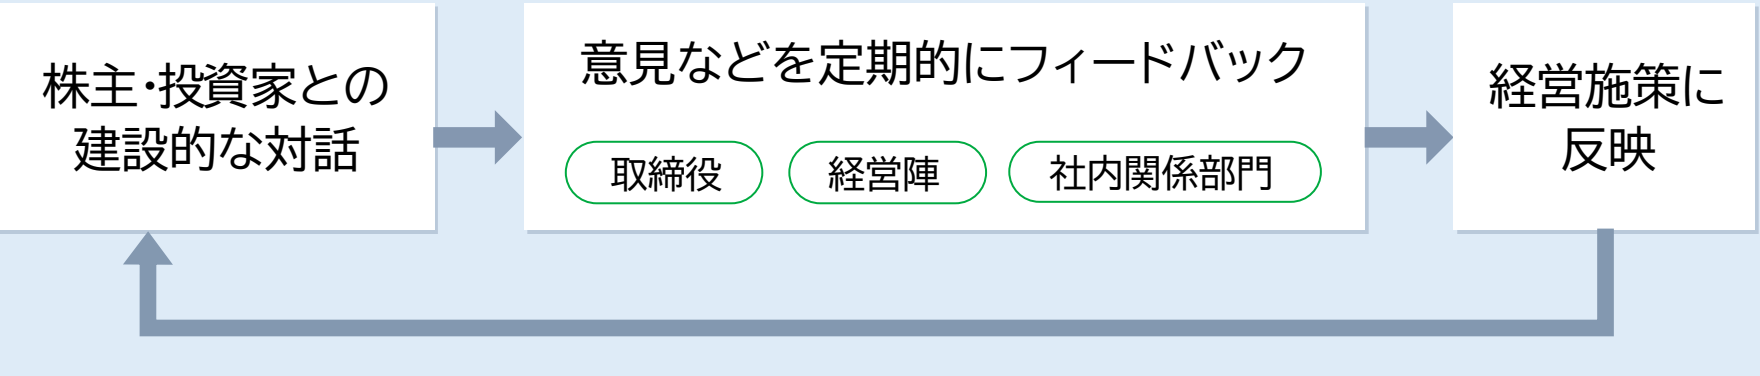 株主・投資家との
建設的な対話
意見などを定期的にフィードバック
取締役
経営陣
社内関係部門
経営施策に
反映